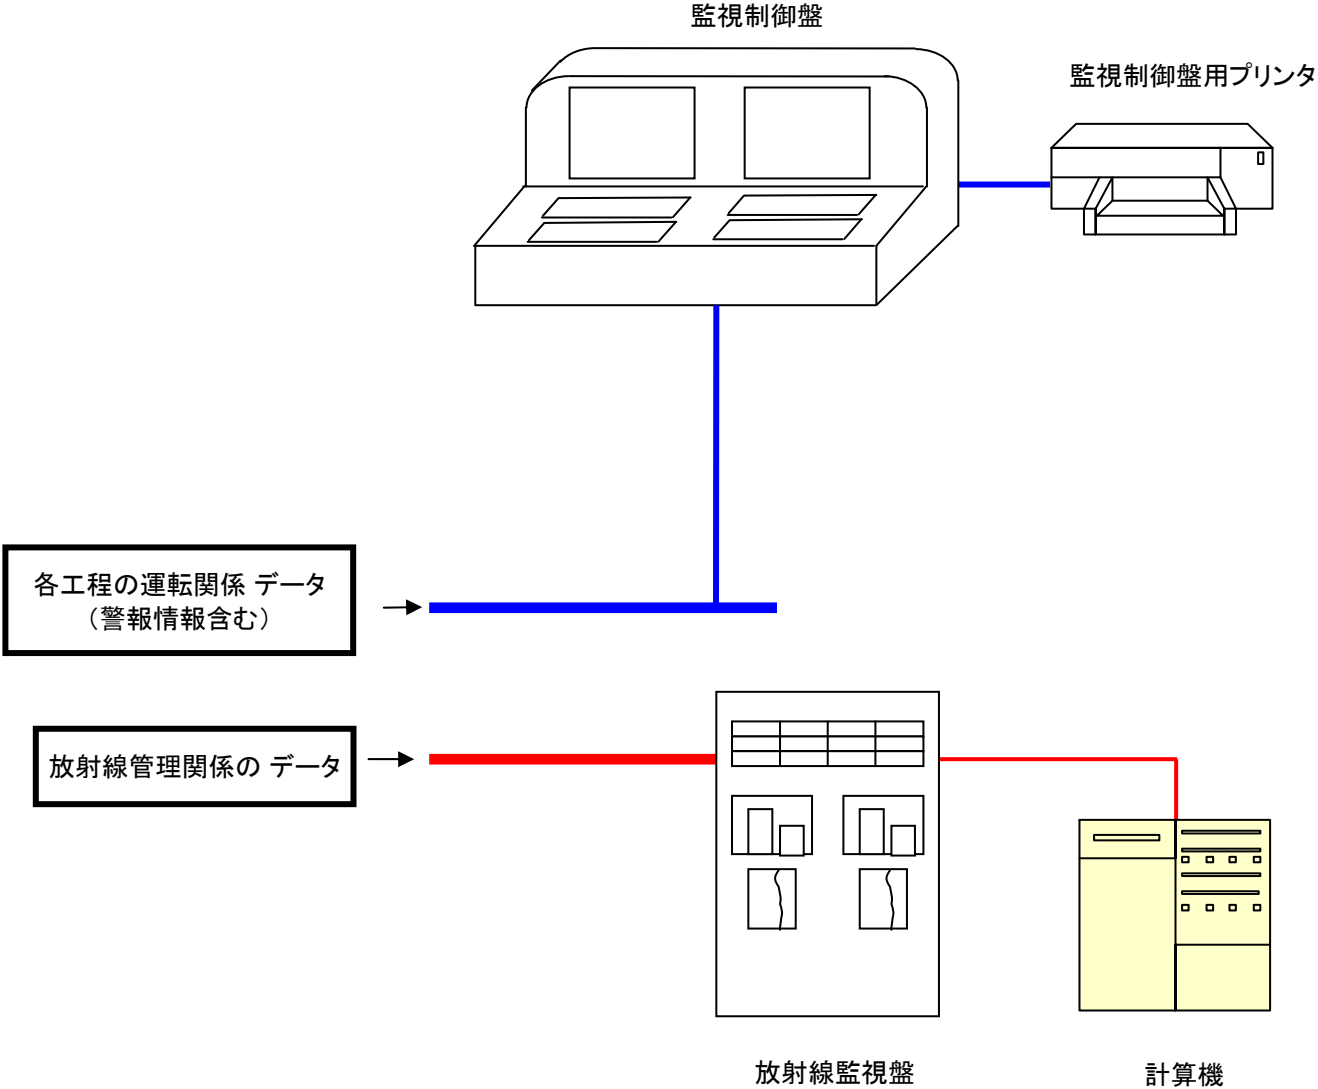 監視制御盤
監視制御盤用プリンタ
各工程の運転関係 データ
（警報情報含む）
放射線管理関係の データ
放射線監視盤
計算機